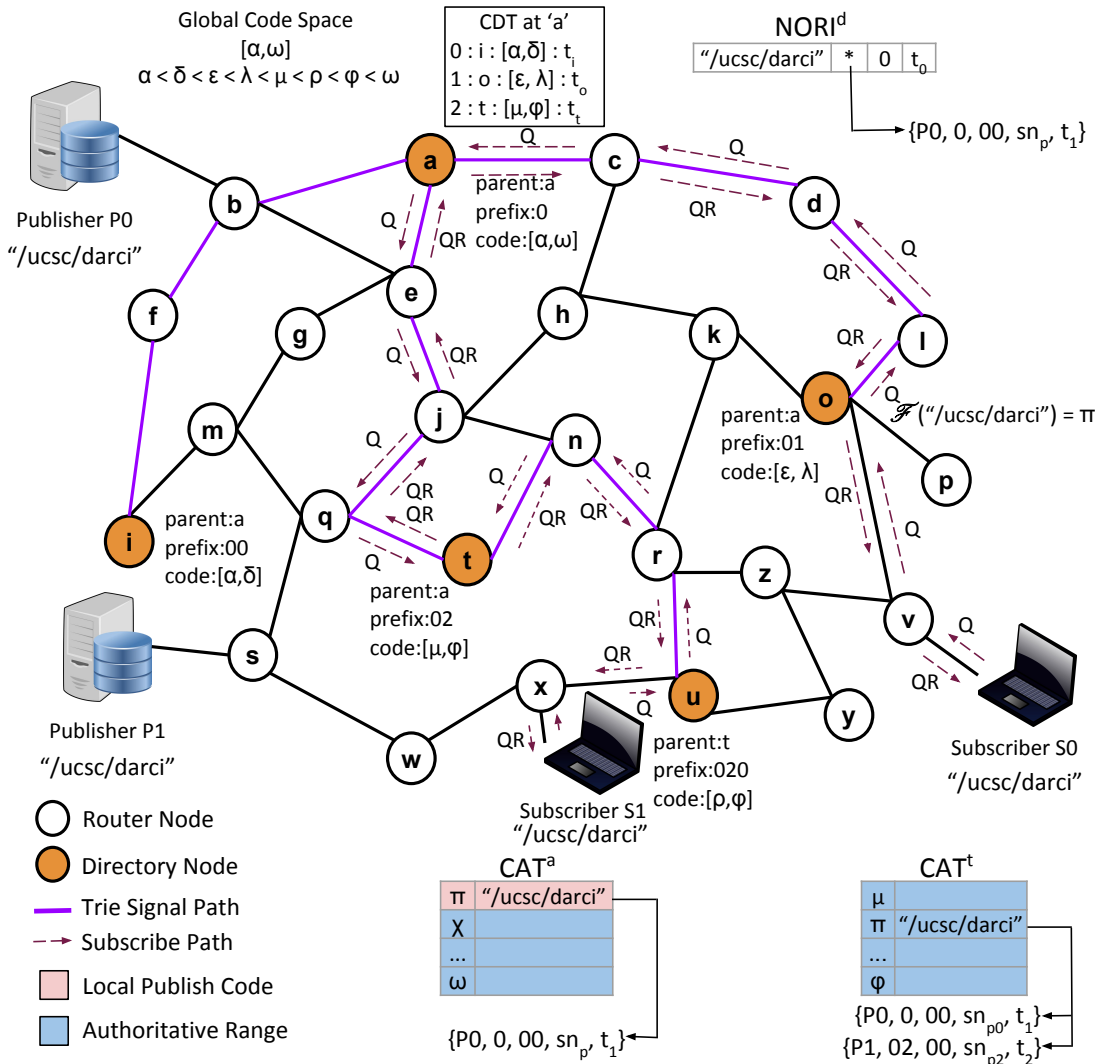 Global Code Space
[α,ω]
α < δ < ε < λ < μ < ρ < φ < ω
CDT at ‘a’
0 : i : [α,δ] : t_i
1 : o : [ε, λ] : t_o
2 : t : [μ,φ] : t_t
NORI^d
“/ucsc/darci” * 0 t_0
{P0, 0, 00, sn_p, t_1}
Publisher P0
“/ucsc/darci”
a
parent:a
prefix:0
code:[α,ω]
b
c
d
Q
QR
Q
QR
Q
QR
Q
QR
e
f
g
h
k
l
Q
QR
QR
Q
j
m
n
o
ℱ (“/ucsc/darci”) = π
parent:a
prefix:01
code:[ε, λ]
p
i
parent:a
prefix:00
code:[α,δ]
q
Q
QR
QR
Q
t
parent:a
prefix:02
code:[μ,φ]
Q
QR
Q
QR
r
z
v
QR
Q
Q
QR
Publisher P1
“/ucsc/darci”
s
w
x
u
y
QR
Q
QR
Q
QR
parent:t
prefix:020
code:[ρ,φ]
Subscriber S1
“/ucsc/darci”
Subscriber S0
“/ucsc/darci”
Router Node
Directory Node
Trie Signal Path
Subscribe Path
Local Publish Code
Authoritative Range
CAT^a
π “/ucsc/darci”
χ
...
ω
{P0, 0, 00, sn_p, t_1}
CAT^t
μ
π “/ucsc/darci”
...
φ
{P0, 0, 00, sn_p0, t_1}
{P1, 02, 00, sn_p2, t_2}